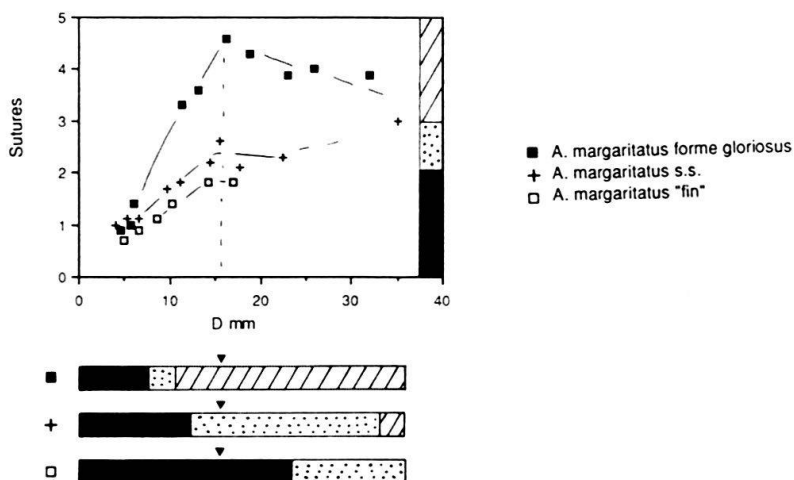 5
4
3
2
1
0
Sutures
0 10 20 30 40
D mm
■ A. margaritatus forme gloriosus
+ A. margaritatus s.s.
□ A. margaritatus "fin"